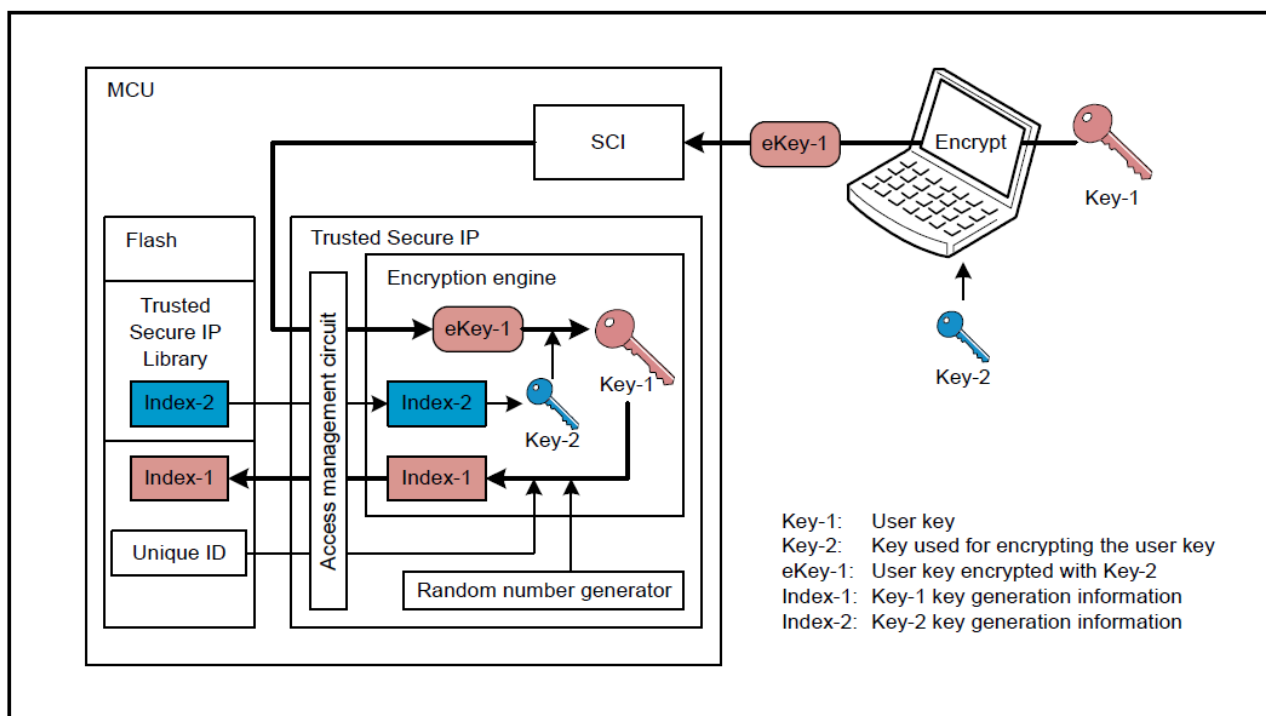 MCU
SCI
eKey-1
Encrypt
Key-1
Key-2
Flash
Trusted
Secure IP
Library
Index-2
Index-1
Unique ID
Trusted Secure IP
Access management circuit
Encryption engine
eKey-1
Key-1
Index-2
Key-2
Index-1
Random number generator
Key-1: User key
Key-2: Key used for encrypting the user key
eKey-1: User key encrypted with Key-2
Index-1: Key-1 key generation information
Index-2: Key-2 key generation information